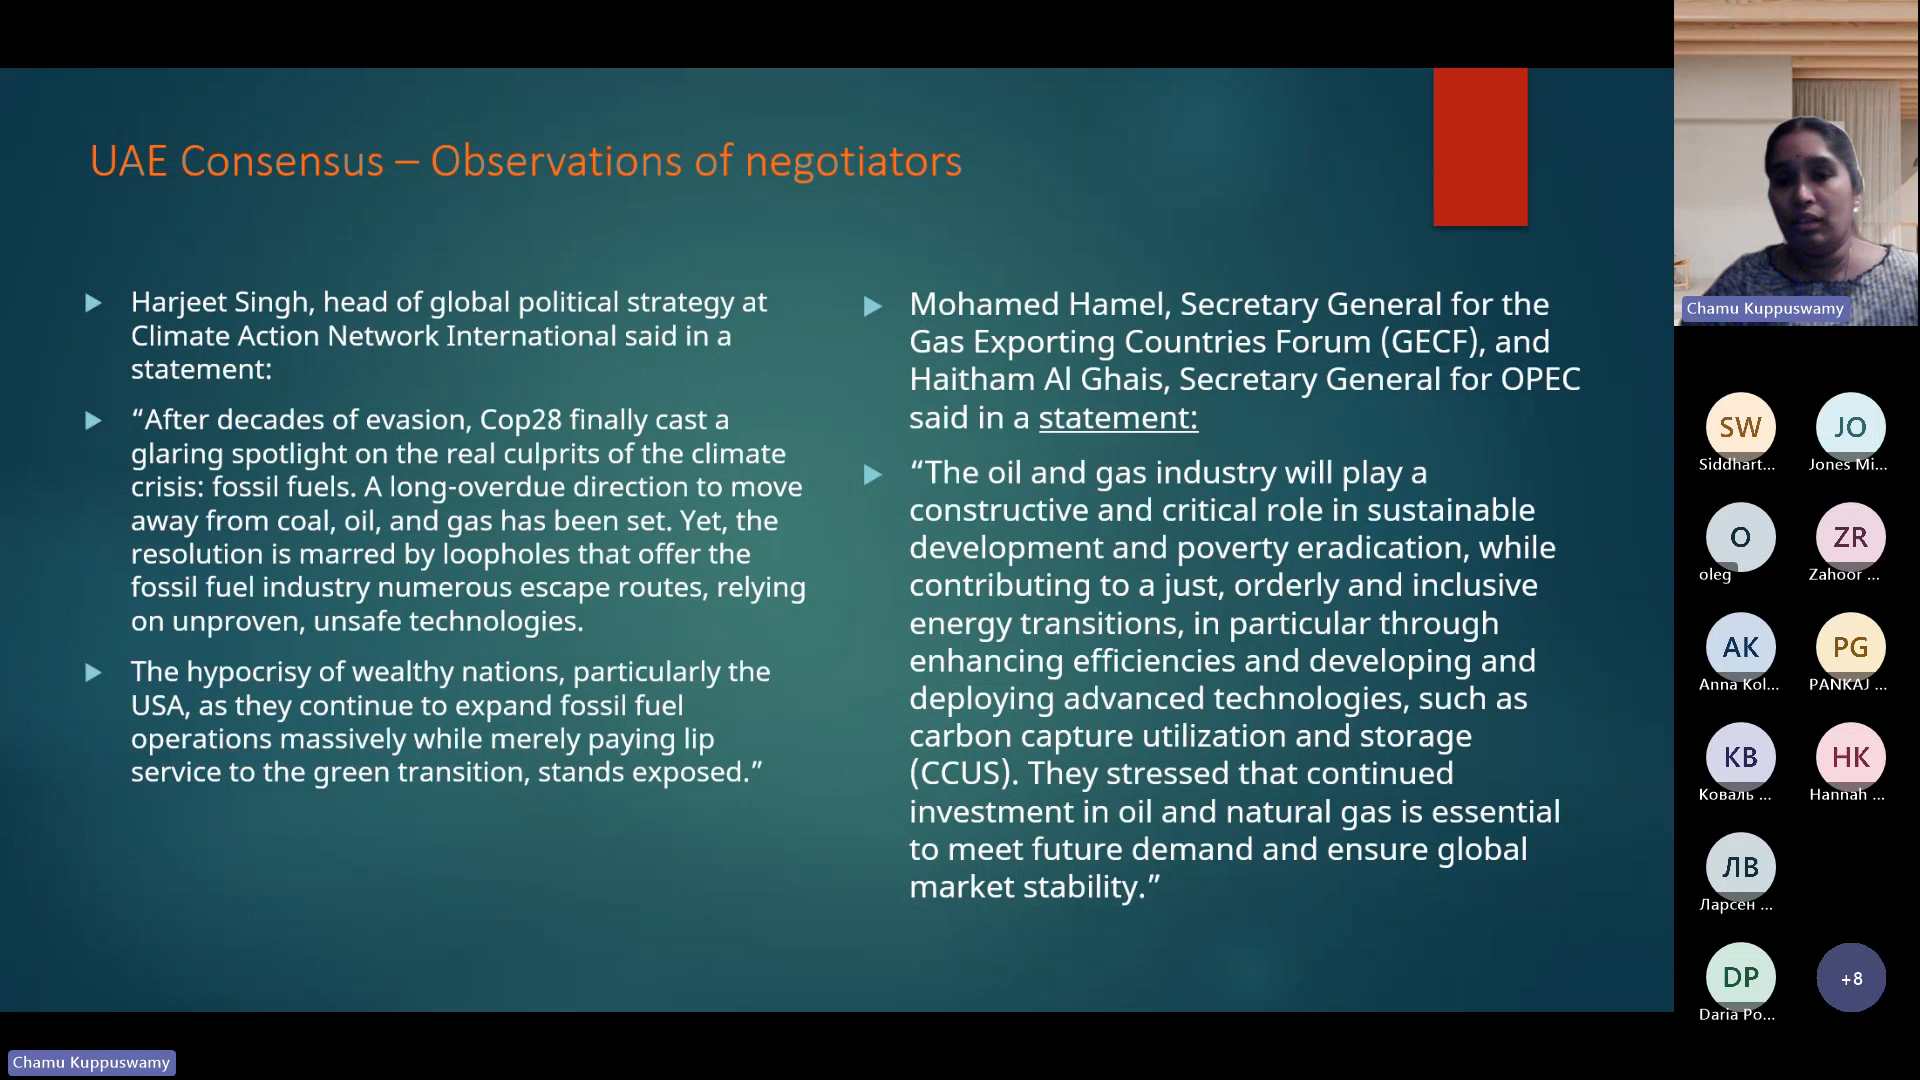 UAE Consensus – Observations of negotiators
Harjeet Singh, head of global political strategy at
Climate Action Network International said in a
statement:
“After decades of evasion, Cop28 finally cast a
glaring spotlight on the real culprits of the climate
crisis: fossil fuels. A long-overdue direction to move
away from coal, oil, and gas has been set. Yet, the
resolution is marred by loopholes that offer the
fossil fuel industry numerous escape routes, relying
on unproven, unsafe technologies.
The hypocrisy of wealthy nations, particularly the
USA, as they continue to expand fossil fuel
operations massively while merely paying lip
service to the green transition, stands exposed.”
Mohamed Hamel, Secretary General for the
Gas Exporting Countries Forum (GECF), and
Haitham Al Ghais, Secretary General for OPEC
said in a statement:
“The oil and gas industry will play a
constructive and critical role in sustainable
development and poverty eradication, while
contributing to a just, orderly and inclusive
energy transitions, in particular through
enhancing efficiencies and developing and
deploying advanced technologies, such as
carbon capture utilization and storage
(CCUS). They stressed that continued
investment in oil and natural gas is essential
to meet future demand and ensure global
market stability.”
Chamu Kuppuswamy
SW
Siddhart...
JO
Jones Mi...
O
oleg
ZR
Zahoor ...
AK
Anna Kol...
PG
PANKAJ ...
КВ
Коваль ...
HK
Hannah ...
ЛВ
Ларсен ...
DP
Daria Po...
+8
Chamu Kuppuswamy